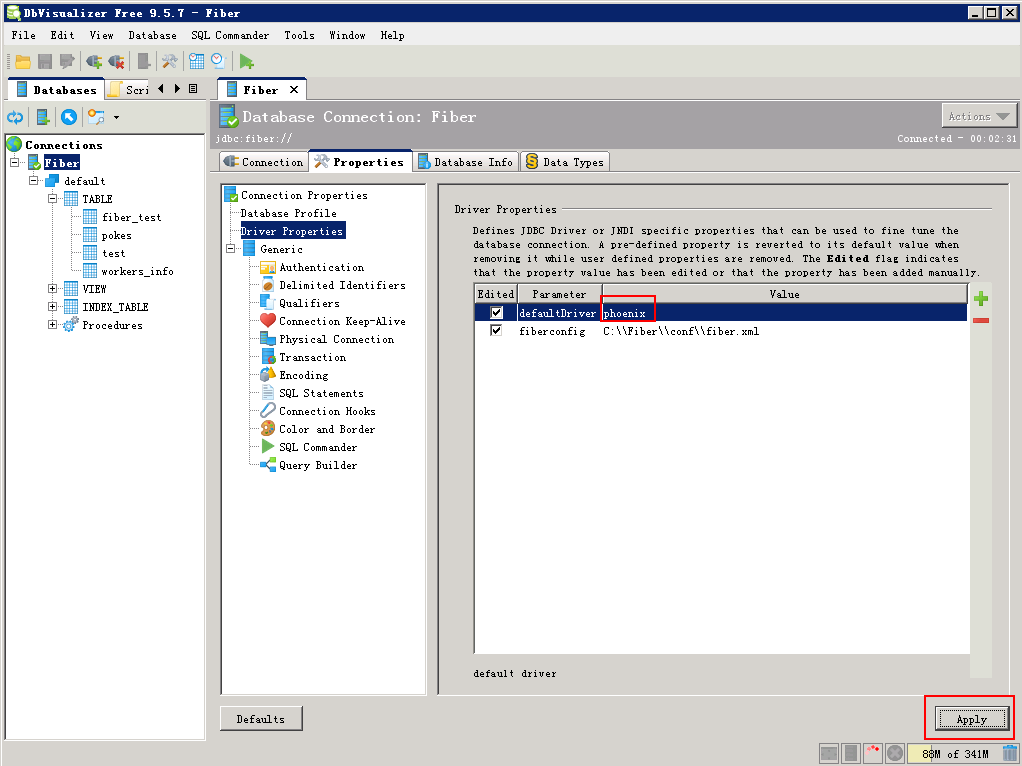 DbVisualizer Free 9.5.7 - Fiber
File Edit View Database SQL Commander Tools Window Help
Databases Scri
Fiber
Database Connection: Fiber
Actions
jdbc:fiber://
Connected - 00:02:31
Connection Properties Database Info Data Types
Connections
Fiber
default
TABLE
fiber_test
pokes
test
workers_info
VIEW
INDEX_TABLE
Procedures
Connection Properties
Database Profile
Driver Properties
Generic
Authentication
Delimited Identifiers
Qualifiers
Connection Keep-Alive
Physical Connection
Transaction
Encoding
SQL Statements
Connection Hooks
Color and Border
SQL Commander
Query Builder
Driver Properties
Defines JDBC Driver or JNDI specific properties that can be used to fine tune the
database connection. A pre-defined property is reverted to its default value when
removing it while user defined properties are removed. The Edited flag indicates
that the property value has been edited or that the property has been added manually.
Edited Parameter Value
defaultDriver phoenix
fiberconfig C:\\Fiber\\conf\\fiber.xml
default driver
Defaults
Apply
88M of 341M